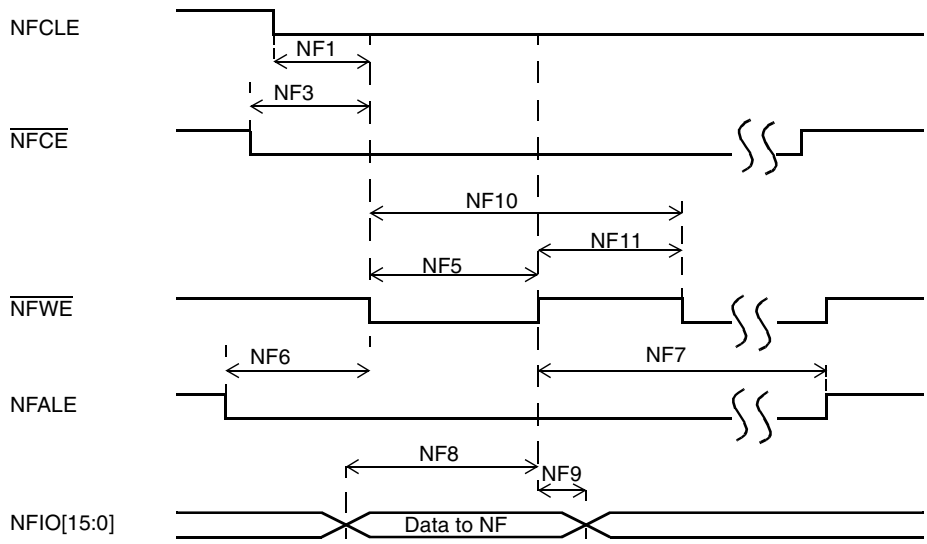 NFCLE
NF1
NF3
NFCE
NF10
NF11
NF5
NFWE
NF6
NF7
NFALE
NF8
NF9
NFIO[15:0]
Data to NF